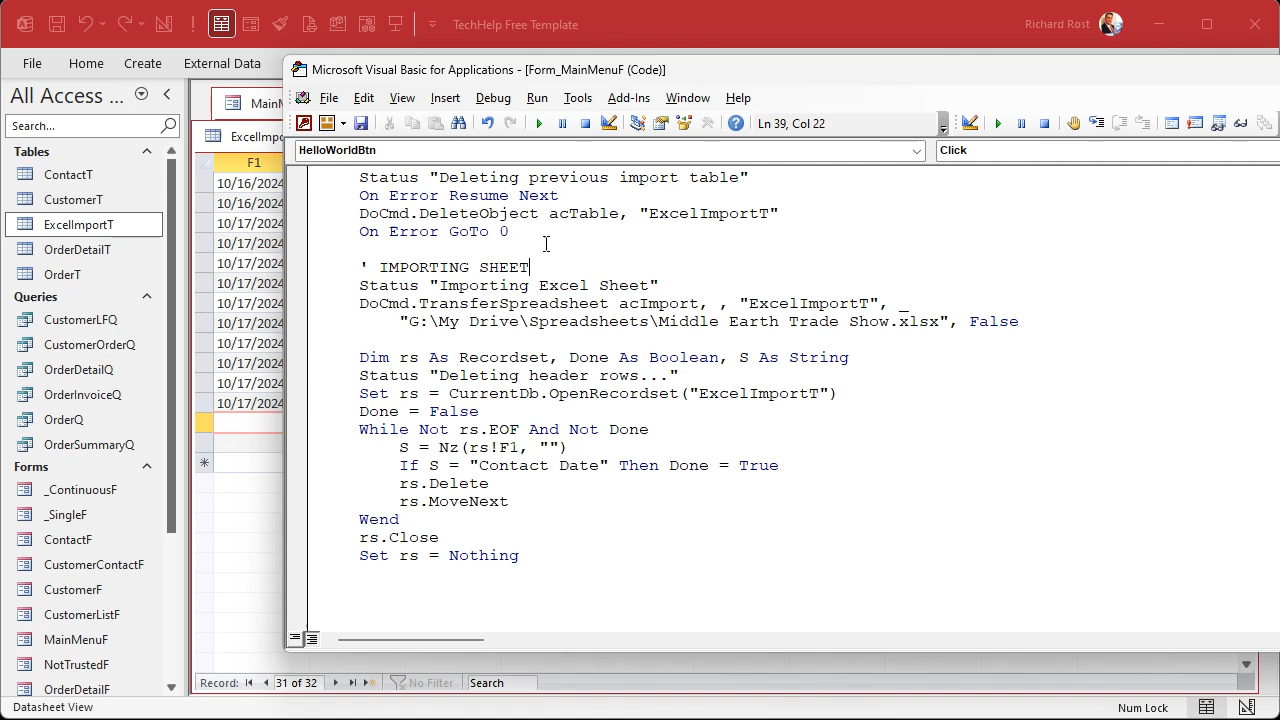 TechHelp Free Template
Richard Rost
File
Home
Create
External Data
All Access ...
Search...
Tables
ContactT
CustomerT
ExcelImportT
OrderDetailT
OrderT
Queries
CustomerLFQ
CustomerOrderQ
OrderDetailQ
OrderInvoiceQ
OrderQ
OrderSummaryQ
Forms
_ContinuousF
_SingleF
ContactF
CustomerContactF
CustomerF
CustomerListF
MainMenuF
NotTrustedF
OrderDetailF
F1
10/16/2024
10/16/2024
10/17/2024
10/17/2024
10/17/2024
10/17/2024
10/17/2024
10/17/2024
10/17/2024
10/17/2024
10/17/2024
10/17/2024
Record:
31 of 32
No Filter
Search
Microsoft Visual Basic for Applications - [Form_MainMenuF (Code)]
File Edit View Insert Debug Run Tools Add-Ins Window Help
Ln 39, Col 22
HelloWorldBtn
Click
Status "Deleting previous import table"
On Error Resume Next
DoCmd.DeleteObject acTable, "ExcelImportT"
On Error GoTo 0
' IMPORTING SHEET
Status "Importing Excel Sheet"
DoCmd.TransferSpreadsheet acImport, , "ExcelImportT", _
"G:\My Drive\Spreadsheets\Middle Earth Trade Show.xlsx", False
Dim rs As Recordset, Done As Boolean, S As String
Status "Deleting header rows..."
Set rs = CurrentDb.OpenRecordset("ExcelImportT")
Done = False
While Not rs.EOF And Not Done
S = Nz(rs!F1, "")
If S = "Contact Date" Then Done = True
rs.Delete
rs.MoveNext
Wend
rs.Close
Set rs = Nothing
Datasheet View
Num Lock